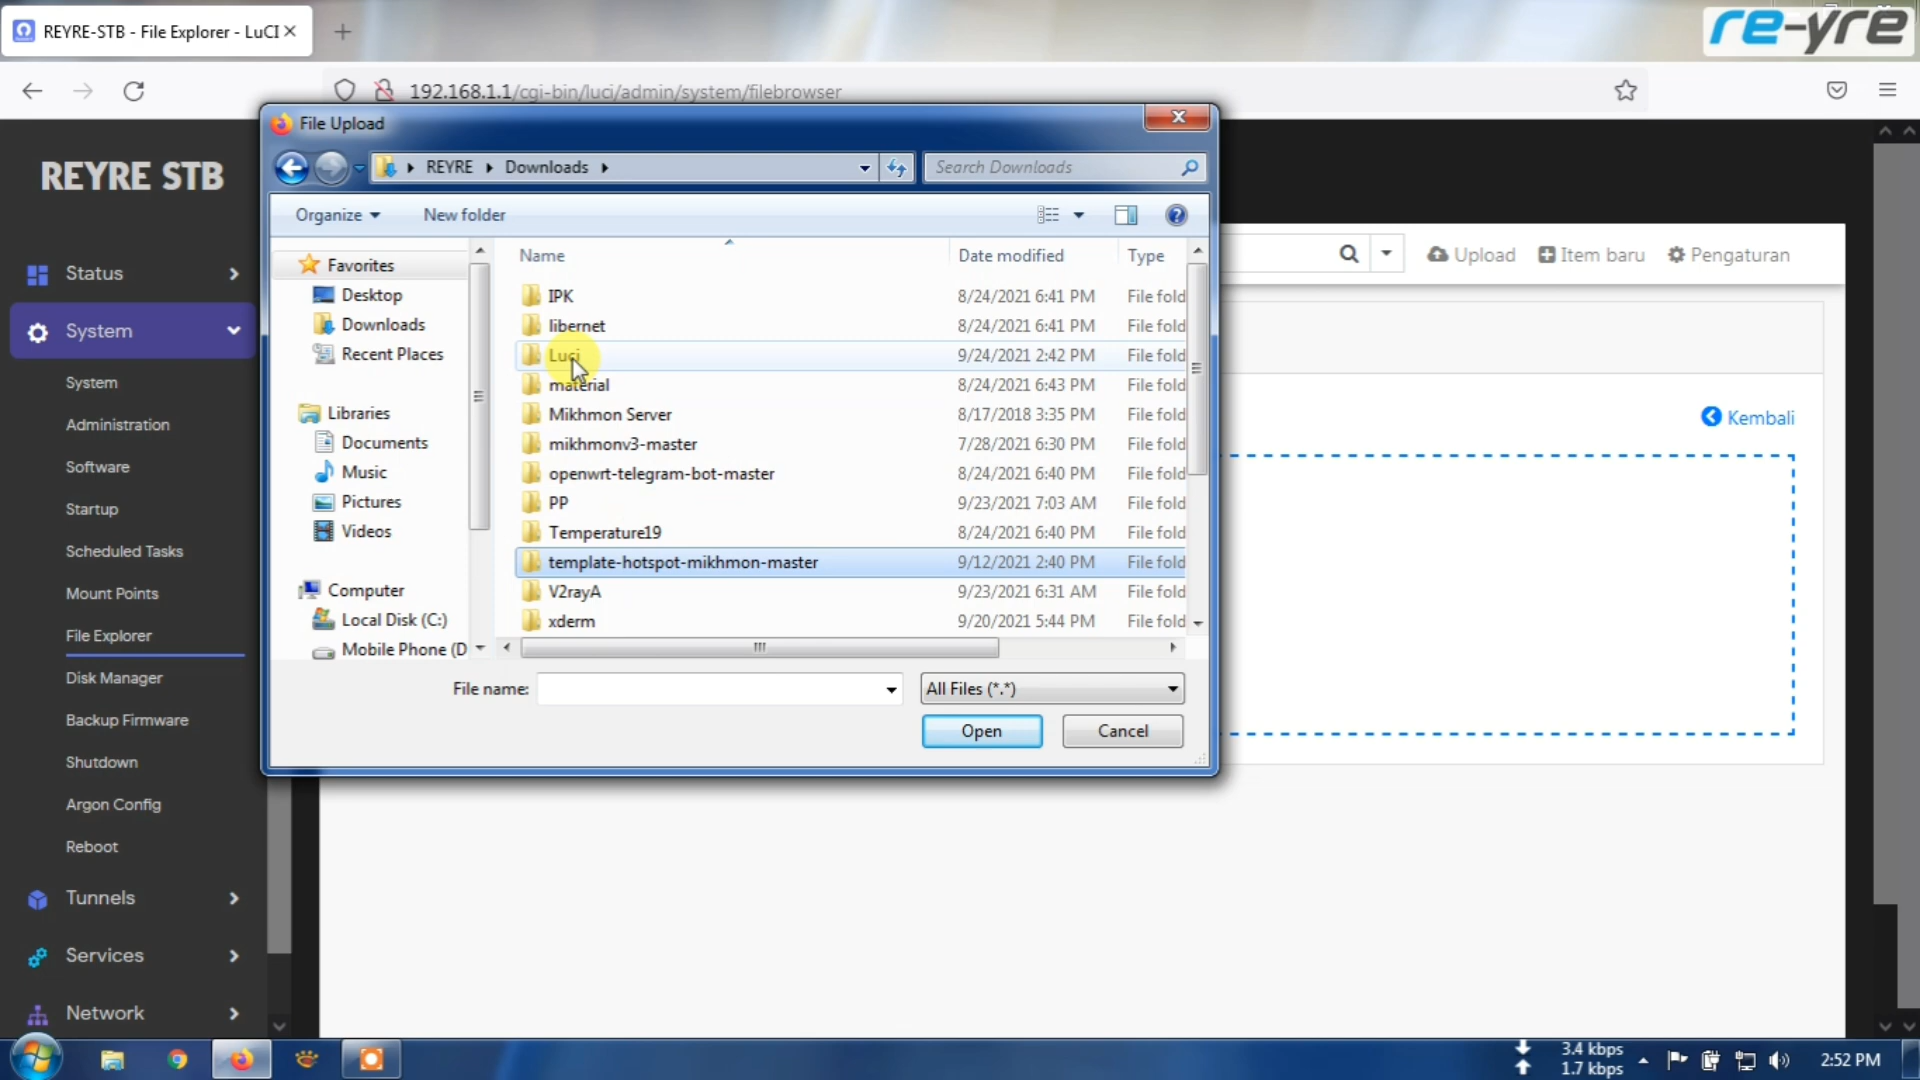 REYRE-STB - File Explorer - LuCI
re-yre
192.168.1.1/cgi-bin/luci/admin/system/filebrowser
File Upload
REYRE Downloads
Search Downloads
Organize New folder
Name Date modified Type
Favorites
Desktop
Downloads
Recent Places
Libraries
Documents
Music
Pictures
Videos
Computer
Local Disk (C:)
Mobile Phone (D
IPK 8/24/2021 6:41 PM File fold
libernet 8/24/2021 6:41 PM File fold
Luci 9/24/2021 2:42 PM File fold
material 8/24/2021 6:43 PM File fold
Mikhmon Server 8/17/2018 3:35 PM File fold
mikhmonv3-master 7/28/2021 6:30 PM File fold
openwrt-telegram-bot-master 8/24/2021 6:40 PM File fold
PP 9/23/2021 7:03 AM File fold
Temperature19 8/24/2021 6:40 PM File fold
template-hotspot-mikhmon-master 9/12/2021 2:40 PM File fold
V2rayA 9/23/2021 6:31 AM File fold
xderm 9/20/2021 5:44 PM File fold
File name: All Files (*.*)
Open Cancel
REYRE STB
Status
System
System
Administration
Software
Startup
Scheduled Tasks
Mount Points
File Explorer
Disk Manager
Backup Firmware
Shutdown
Argon Config
Reboot
Tunnels
Services
Network
Upload Item baru Pengaturan
Kembali
3.4 kbps
1.7 kbps
2:52 PM